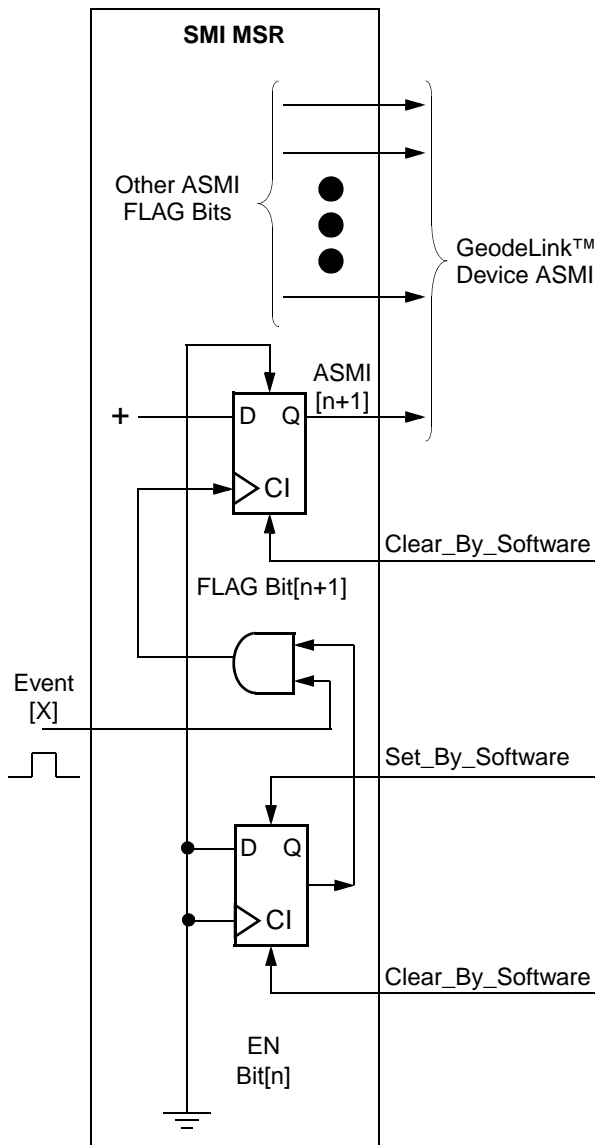 SMI MSR
Other ASMI
FLAG Bits
GeodeLink™
Device ASMI
ASMI
[n+1]
+
D Q
CI
Clear_By_Software
FLAG Bit[n+1]
Event
[X]
Set_By_Software
D Q
CI
Clear_By_Software
EN
Bit[n]